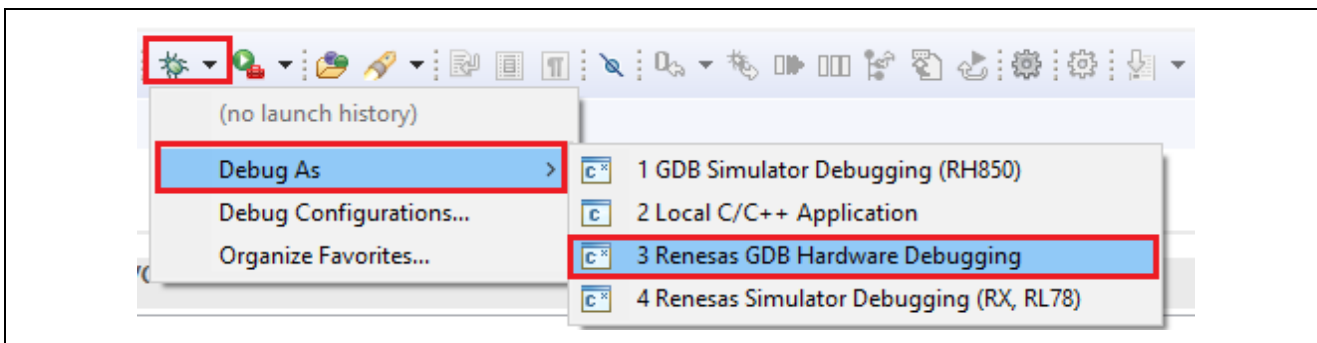 (no launch history)
Debug As
Debug Configurations...
Organize Favorites...
1 GDB Simulator Debugging (RH850)
2 Local C/C++ Application
3 Renesas GDB Hardware Debugging
4 Renesas Simulator Debugging (RX, RL78)